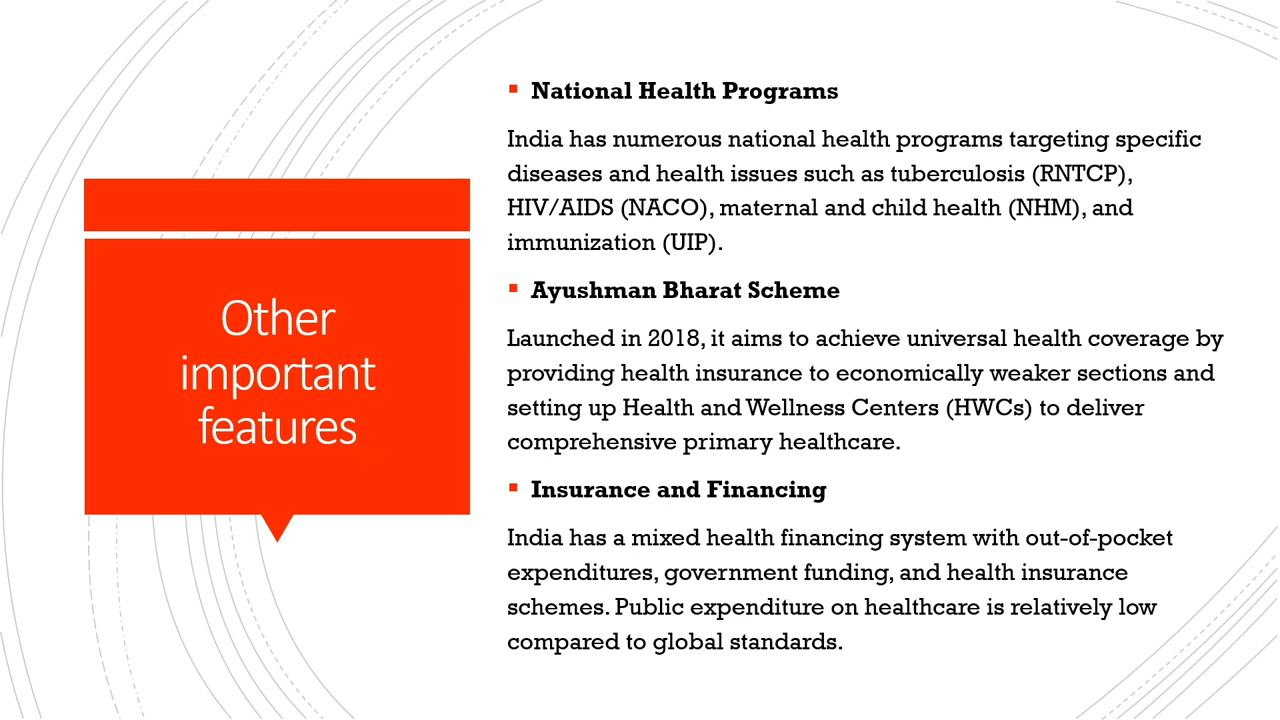 Other
important
features
National Health Programs
India has numerous national health programs targeting specific
diseases and health issues such as tuberculosis (RNTCP),
HIV/AIDS (NACO), maternal and child health (NHM), and
immunization (UIP).
Ayushman Bharat Scheme
Launched in 2018, it aims to achieve universal health coverage by
providing health insurance to economically weaker sections and
setting up Health and Wellness Centers (HWCs) to deliver
comprehensive primary healthcare.
Insurance and Financing
India has a mixed health financing system with out-of-pocket
expenditures, government funding, and health insurance
schemes. Public expenditure on healthcare is relatively low
compared to global standards.